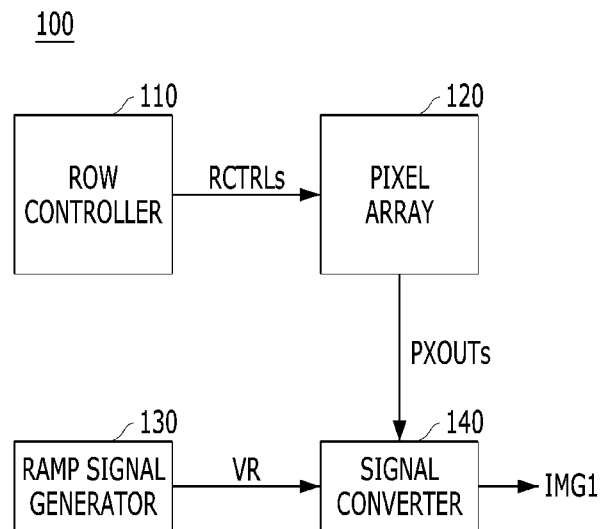 100
110
120
ROW
CONTROLLER
RCTRLs
PIXEL
ARRAY
PXOUTs
130
140
RAMP SIGNAL
GENERATOR
VR
SIGNAL
CONVERTER
IMG1